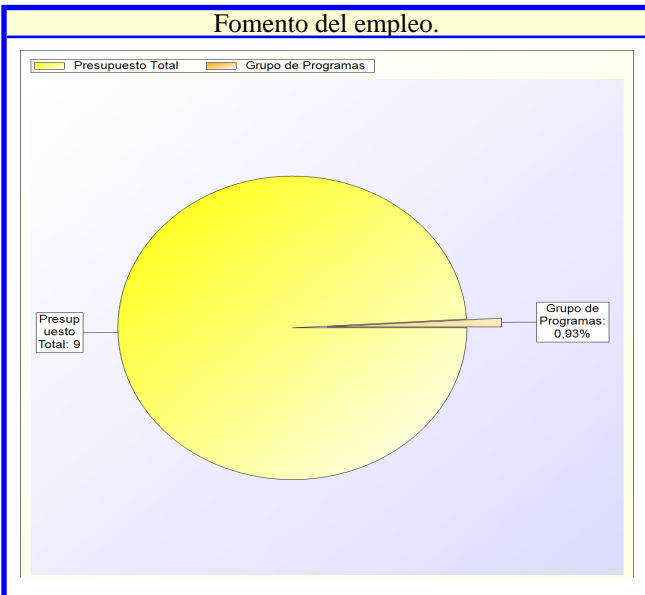 Fomento del empleo.
Presupuesto Total
Grupo de Programas
Presup
uesto
Total: 9
Grupo de
Programas:
0,93%